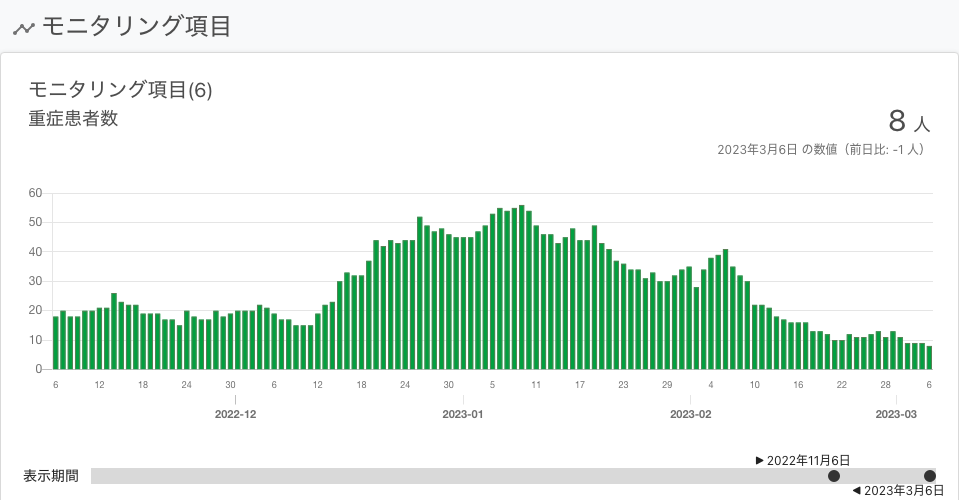 モニタリング項目
モニタリング項目(6)
重症患者数
8 人
2023年3月6日 の数値（前日比: -1 人）
60
50
40
30
20
10
0
6 12 18 24 30 6 12 18 24 30 5 11 17 23 29 4 10 16 22 28 6
2022-12 2023-01 2023-02 2023-03
▶ 2022年11月6日
表示期間
◀ 2023年3月6日